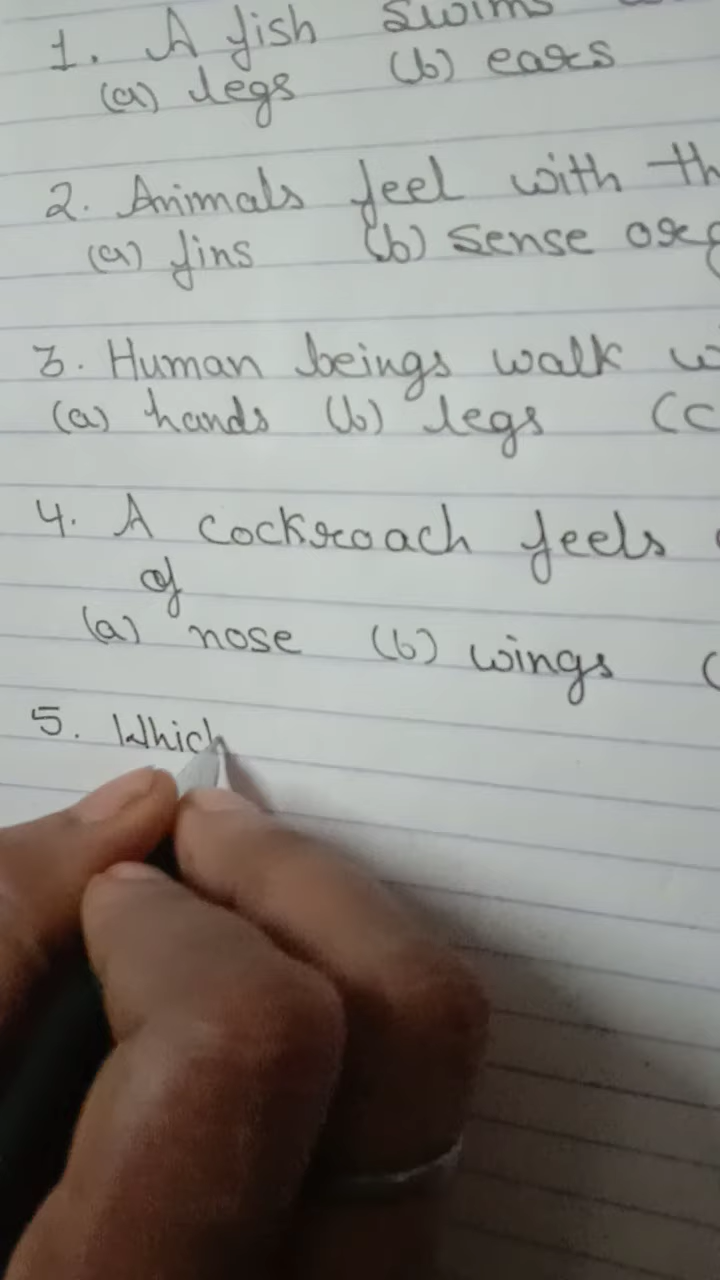 1. A fish swims
(a) legs (b) ears
2. Animals feel with th
(a) fins (b) sense org
3. Human beings walk w
(a) hands (b) legs (c
4. A cockroach feels
of
(a) nose (b) wings (
5. Which